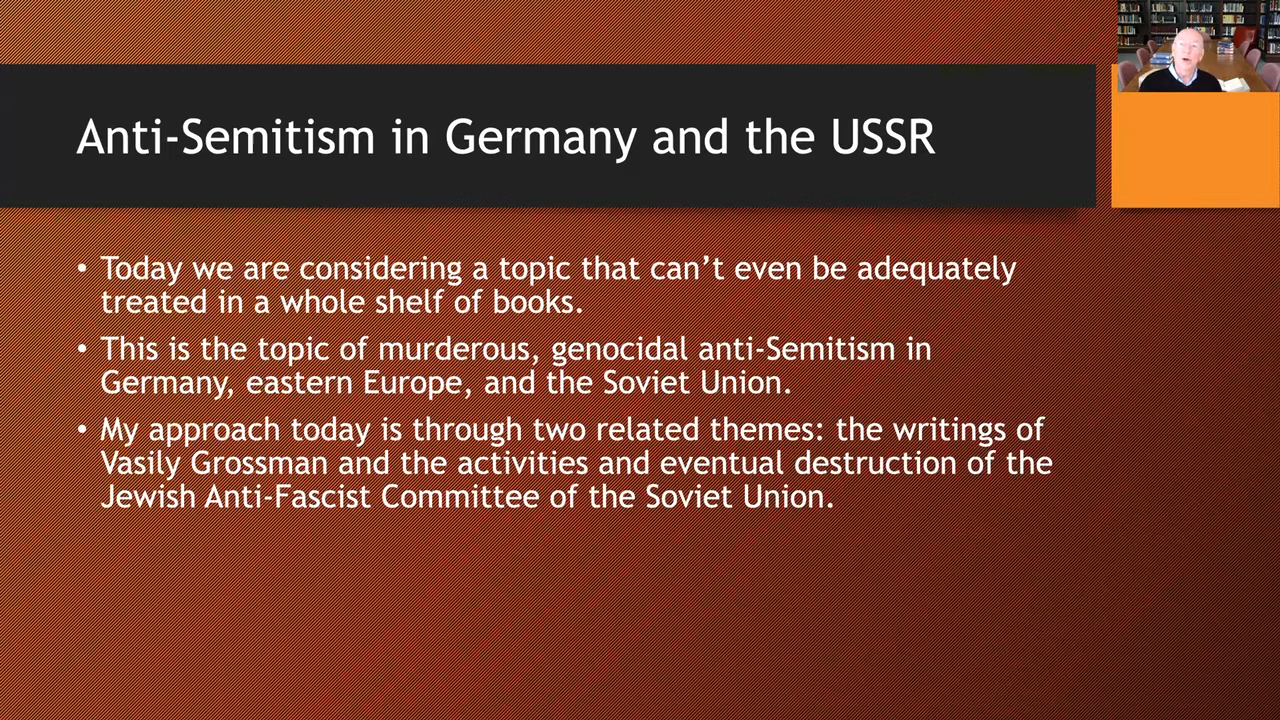 Anti-Semitism in Germany and the USSR
• Today we are considering a topic that can’t even be adequately
treated in a whole shelf of books.
• This is the topic of murderous, genocidal anti-Semitism in
Germany, eastern Europe, and the Soviet Union.
• My approach today is through two related themes: the writings of
Vasily Grossman and the activities and eventual destruction of the
Jewish Anti-Fascist Committee of the Soviet Union.